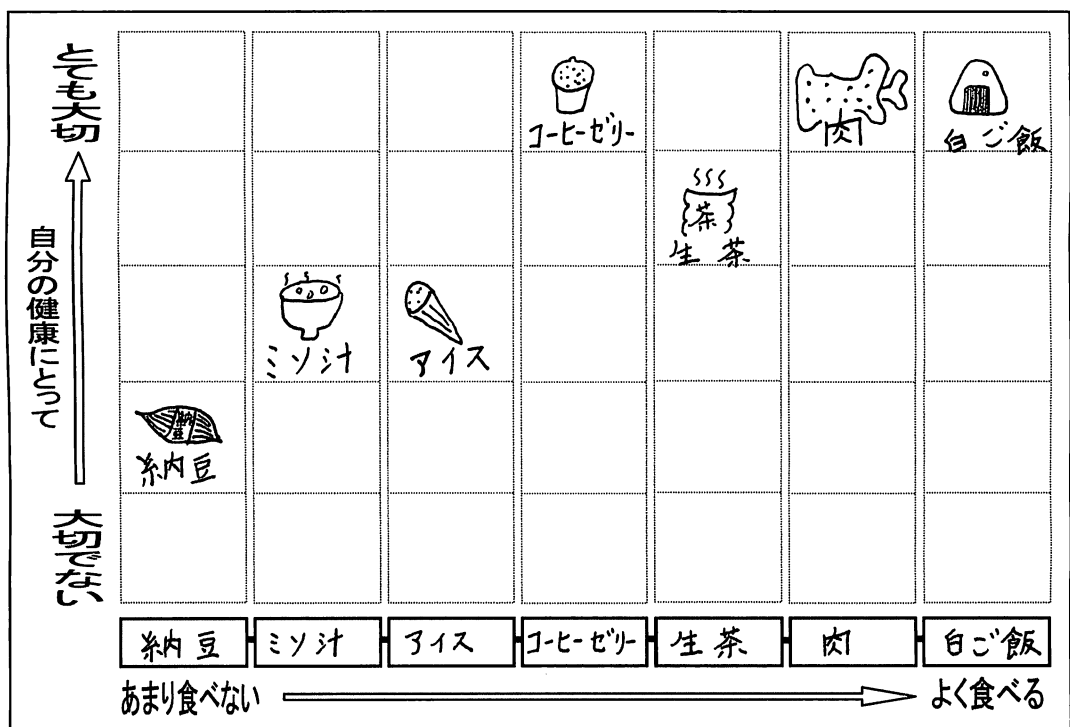 とても大切
自分の健康にとって
大切でない
コーヒーゼリー
肉
白ご飯
茶
生茶
ミソ汁
アイス
納豆
納豆
納豆
ミソ汁
アイス
コーヒーゼリー
生茶
肉
白ご飯
あまり食べない
よく食べる